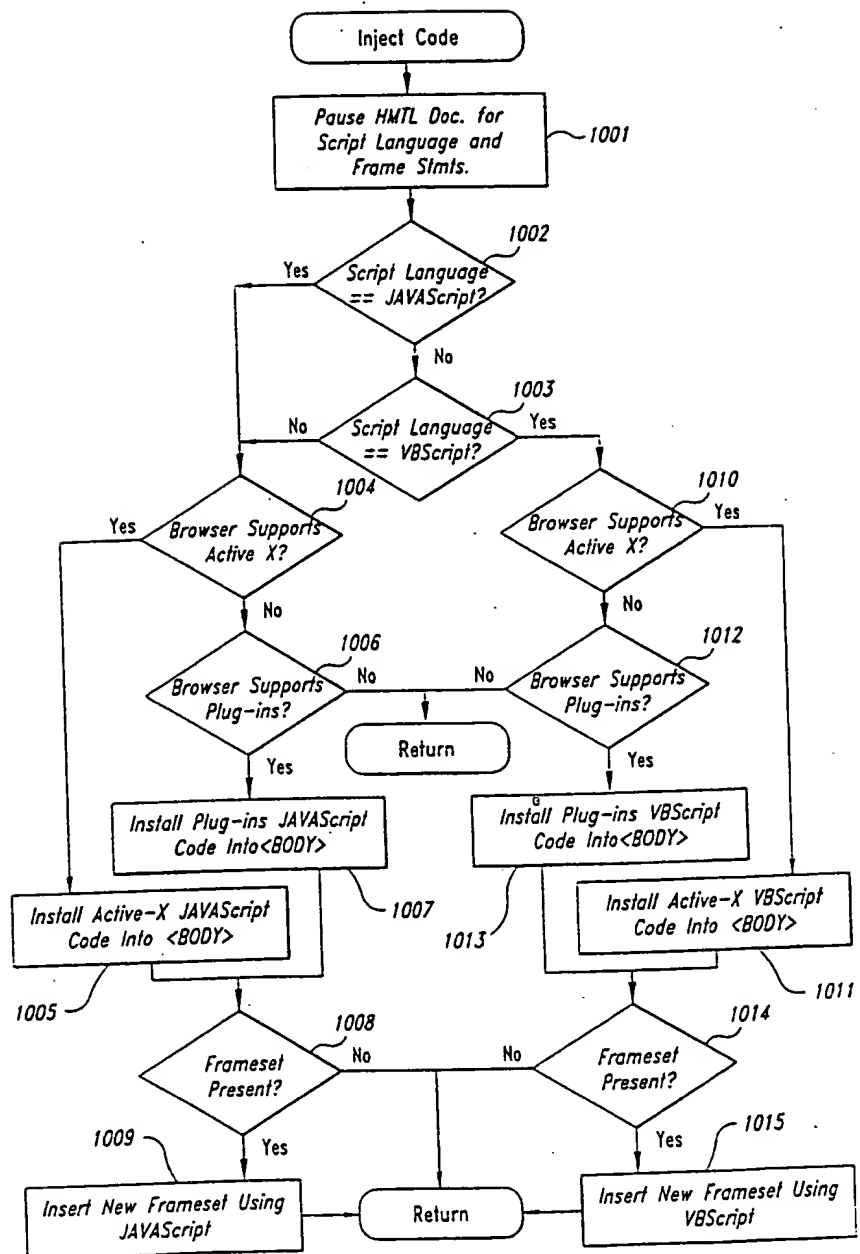 Inject Code
Pause HMTL Doc. for
Script Language and
Frame Stmts.
1001
1002
Yes
Script Language
== JAVAScript?
No
1003
No
Script Language
== VBScript?
Yes
1004
Yes
Browser Supports
Active X?
No
1010
Browser Supports
Active X?
Yes
No
1006
Browser Supports
Plug-ins?
No
Yes
1012
No
Browser Supports
Plug-ins?
Yes
Return
Install Plug-ins JAVAScript
Code Into<BODY>
1007
Install Plug-ins VBScript
Code Into<BODY>
1013
Install Active-X JAVAScript
Code Into <BODY>
1005
Install Active-X VBScript
Code Into <BODY>
1011
1008
Frameset
Present?
No
Yes
1014
No
Frameset
Present?
Yes
1009
Insert New Frameset Using
JAVAScript
Return
1015
Insert New Frameset Using
VBScript